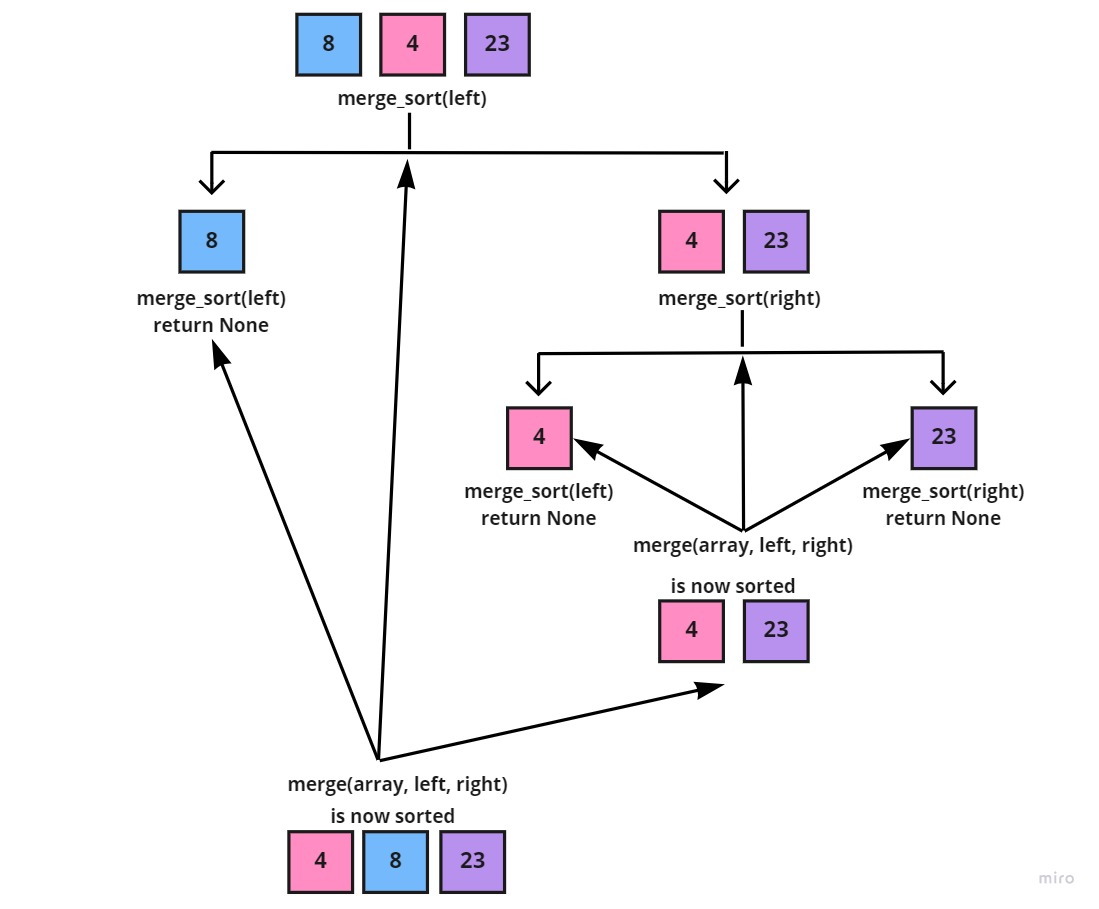 8 4 23
merge_sort(left)
8
4 23
merge_sort(left)
return None
merge_sort(right)
4
23
merge_sort(left)
return None
merge_sort(right)
return None
merge(array, left, right)
is now sorted
4 23
merge(array, left, right)
is now sorted
4 8 23
miro